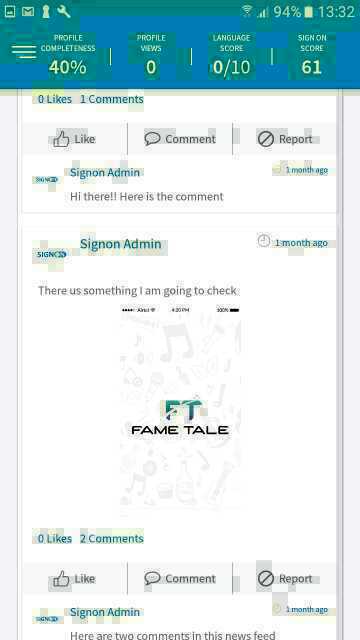 94% 13:32
PROFILE COMPLETENESS
40%
PROFILE VIEWS
0
LANGUAGE SCORE
0/10
SIGN ON SCORE
61
0 Likes 1 Comments
Like Comment Report
SIGNON
Signon Admin
1 month ago
Hi there!! Here is the comment
SIGNON
Signon Admin
1 month ago
There us something I am going to check
Airtel 4:20 PM 100%
FT
FAME TALE
0 Likes 2 Comments
Like Comment Report
SIGNON
Signon Admin
1 month ago
Here are two comments in this news feed